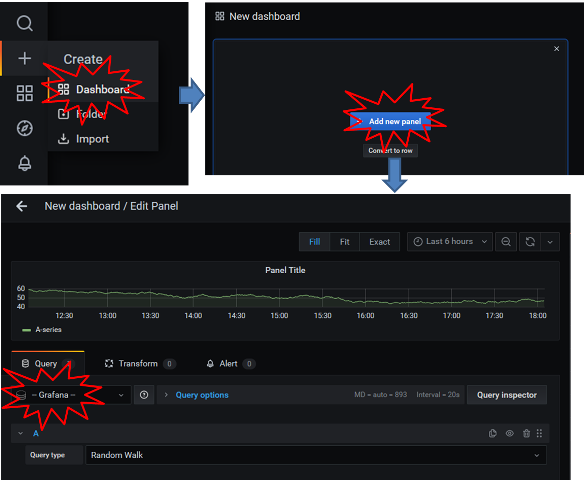 Create
Dashboard
Folder
Import
New dashboard
Add new panel
Convert to row
New dashboard / Edit Panel
Fill Fit Exact Last 6 hours
Panel Title
60
50
40
12:30 13:00 13:30 14:00 14:30 15:00 15:30 16:00 16:30 17:00 17:30 18:00
A-series
Query Transform 0 Alert 0
-- Grafana -- Query options MD = auto = 893 Interval = 20s Query inspector
A
Query type Random Walk